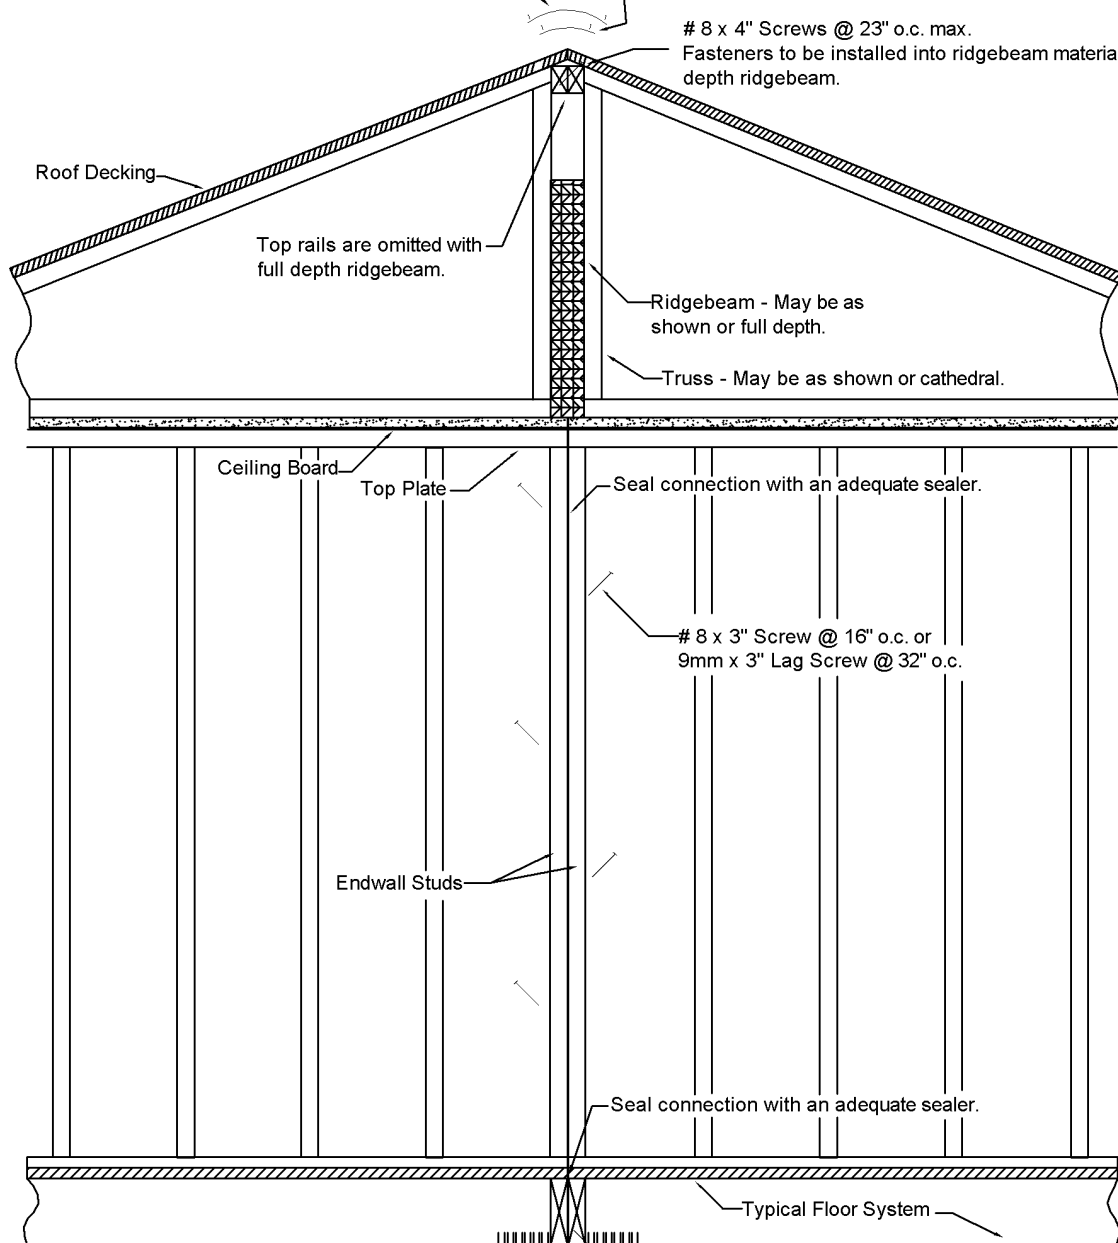 # 8 x 4" Screws @ 23" o.c. max.
Fasteners to be installed into ridgebeam materia
depth ridgebeam.
Roof Decking
Top rails are omitted with
full depth ridgebeam.
Ridgebeam - May be as
shown or full depth.
Truss - May be as shown or cathedral.
Ceiling Board
Top Plate
Seal connection with an adequate sealer.
# 8 x 3" Screw @ 16" o.c. or
9mm x 3" Lag Screw @ 32" o.c.
Endwall Studs
Seal connection with an adequate sealer.
Typical Floor System